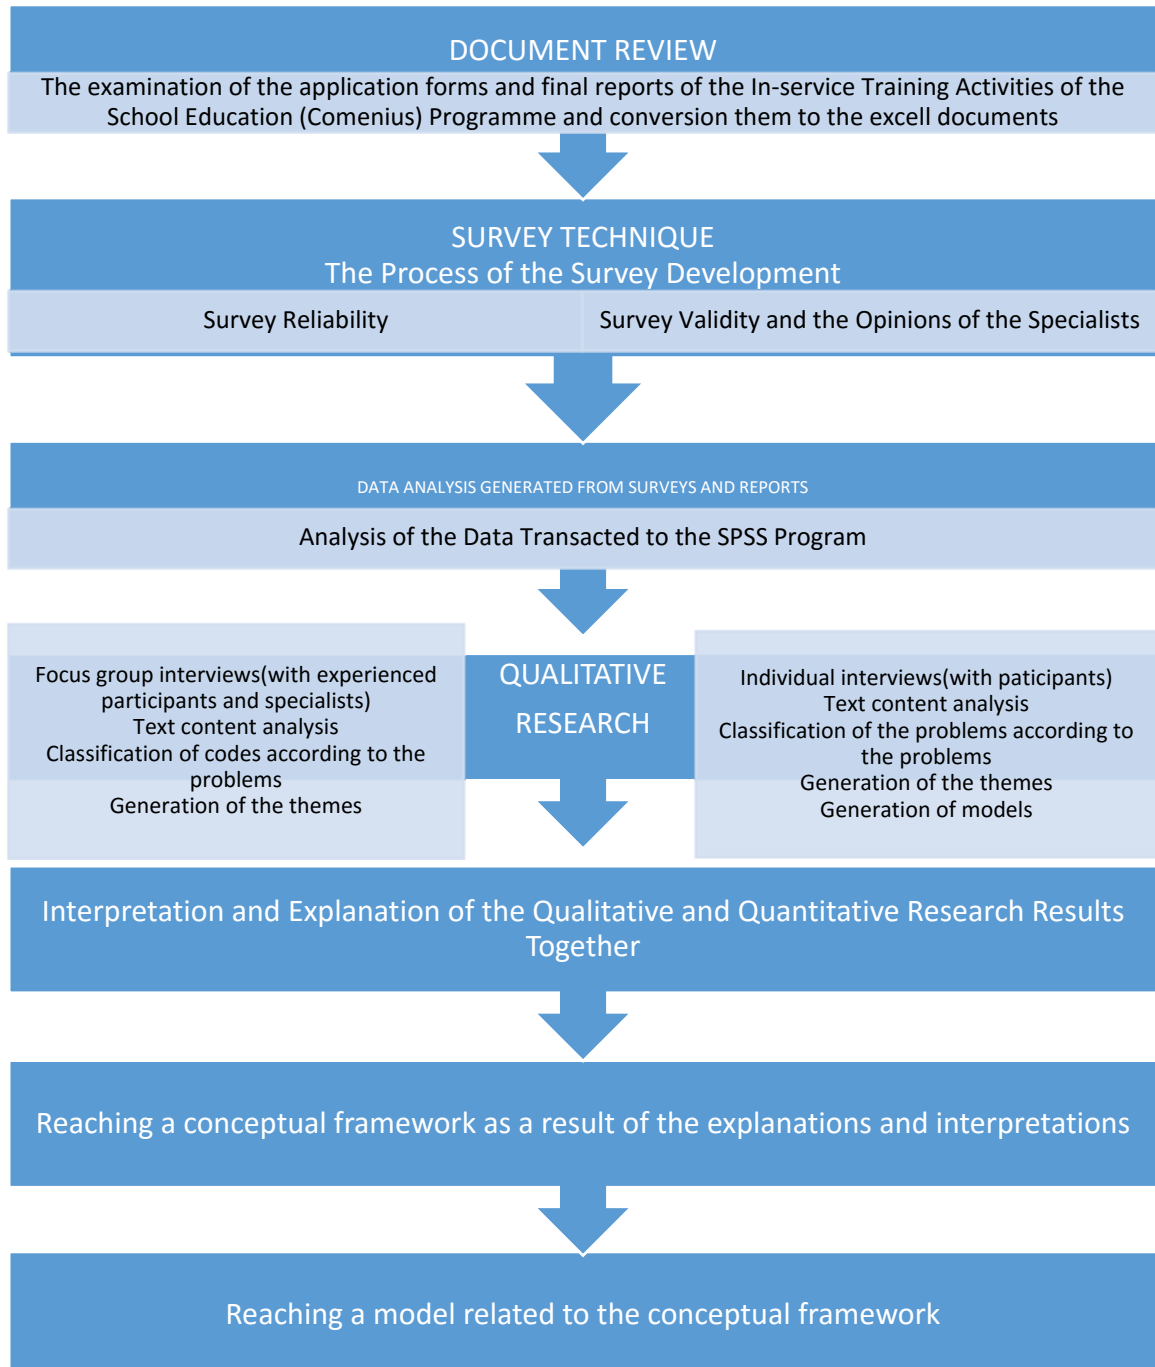 DOCUMENT REVIEW
The examination of the application forms and final reports of the In-service Training Activities of the
School Education (Comenius) Programme and conversion them to the excell documents
SURVEY TECHNIQUE
The Process of the Survey Development
Survey Reliability
Survey Validity and the Opinions of the Specialists
DATA ANALYSIS GENERATED FROM SURVEYS AND REPORTS
Analysis of the Data Transacted to the SPSS Program
Focus group interviews(with experienced
participants and specialists)
Text content analysis
Classification of codes according to the
problems
Generation of the themes
QUALITATIVE
RESEARCH
Individual interviews(with paticipants)
Text content analysis
Classification of the problems according to
the problems
Generation of the themes
Generation of models
Interpretation and Explanation of the Qualitative and Quantitative Research Results
Together
Reaching a conceptual framework as a result of the explanations and interpretations
Reaching a model related to the conceptual framework